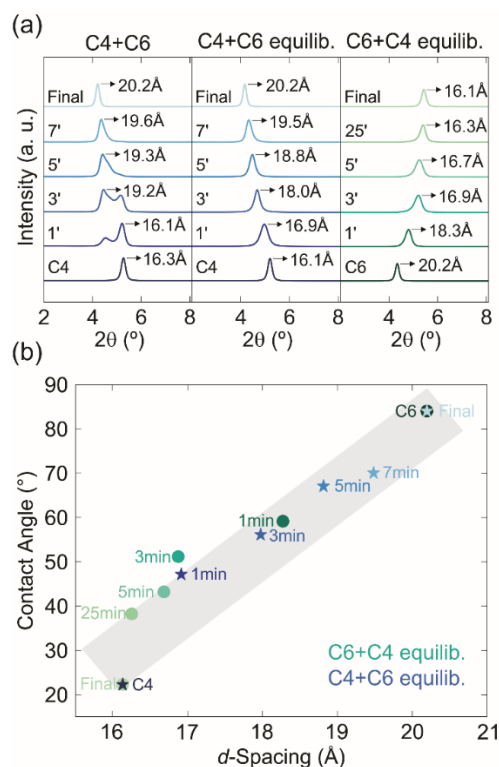 (a)
C4+C6
C4+C6 equilib.
C6+C4 equilib.
Intensity (a. u.)
Final
20.2Å
7'
19.6Å
5'
19.3Å
3'
19.2Å
1'
16.1Å
C4
16.3Å
Final
20.2Å
7'
19.5Å
5'
18.8Å
3'
18.0Å
1'
16.9Å
C4
16.1Å
Final
16.1Å
25'
16.3Å
5'
16.7Å
3'
16.9Å
1'
18.3Å
C6
20.2Å
2 4 6 8 4 6 8 4 6 8
2θ (º) 2θ (º) 2θ (º)
(b)
Contact Angle (°)
90
80
70
60
50
40
30
20
C6 Final
7min
5min
1min
3min
3min
1min
5min
25min
Final C4
C6+C4 equilib.
C4+C6 equilib.
16 17 18 19 20 21
d-Spacing (Å)